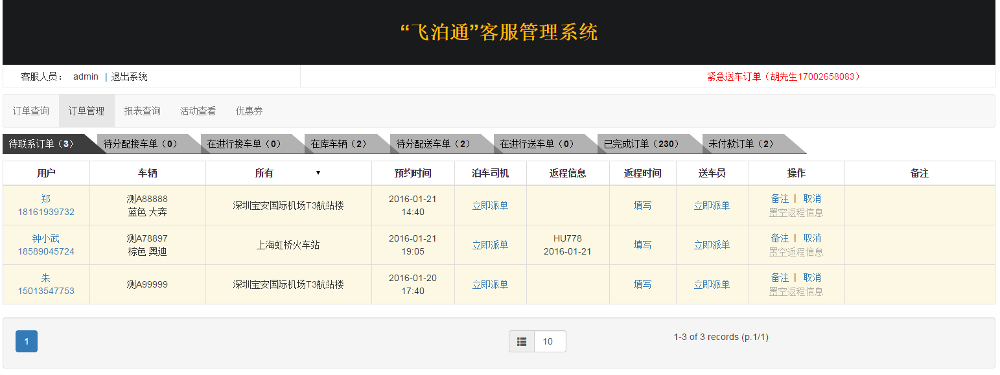 “飞泊通”客服管理系统
客服人员： admin | 退出系统 紧急送车订单（胡先生17002658083）
订单查询 订单管理 报表查询 活动查看 优惠券
待联系订单（3） 待分配接车单（0） 在进行接车单（0） 在库车辆（2） 待分配送车单（2） 在进行送车单（0） 已完成订单（230） 未付款订单（2）
用户 车辆 所有 ▼ 预约时间 泊车司机 返程信息 返程时间 送车员 操作 备注
郑 测A88888 深圳宝安国际机场T3航站楼 2016-01-21 立即派单 填写 立即派单 备注 | 取消
18161939732 蓝色 大奔 14:40 置空返程信息
钟小武 测A78897 上海虹桥火车站 2016-01-21 立即派单 HU778 填写 立即派单 备注 | 取消
18589045724 棕色 奥迪 19:05 2016-01-21 置空返程信息
朱 测A99999 深圳宝安国际机场T3航站楼 2016-01-20 立即派单 填写 立即派单 备注 | 取消
15013547753 17:40 置空返程信息
1 10 1-3 of 3 records (p.1/1)